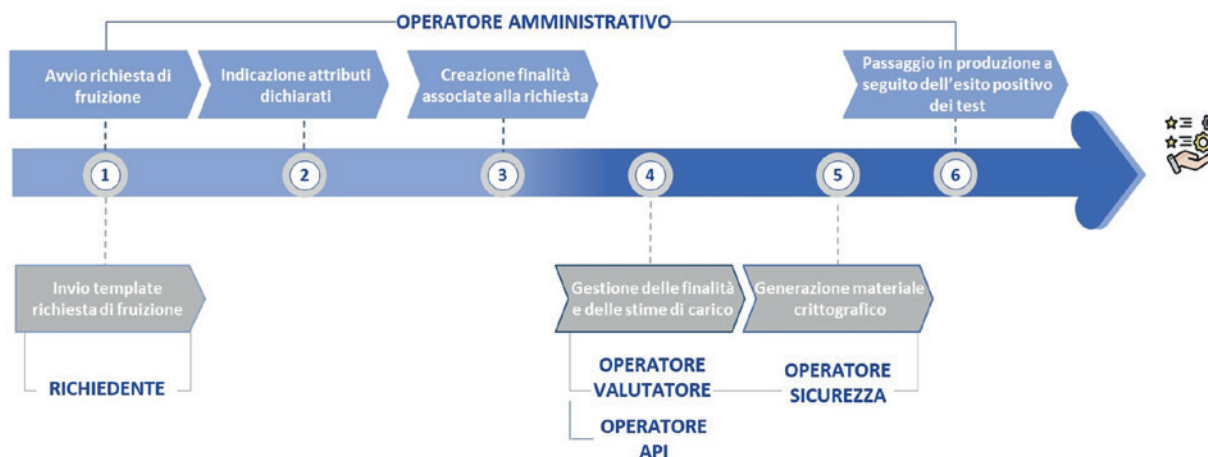 OPERATORE AMMINISTRATIVO
Avvio richiesta di
fruizione
Indicazione attributi
dichiarati
Creazione finalità
associate alla richiesta
Passaggio in produzione a
seguito dell'esito positivo
dei test
1
2
3
4
5
6
Invio template
richiesta di fruizione
Gestione delle finalità
e delle stime di carico
Generazione materiale
crittografico
RICHIEDENTE
OPERATORE
VALUTATORE
OPERATORE
SICUREZZA
OPERATORE
API